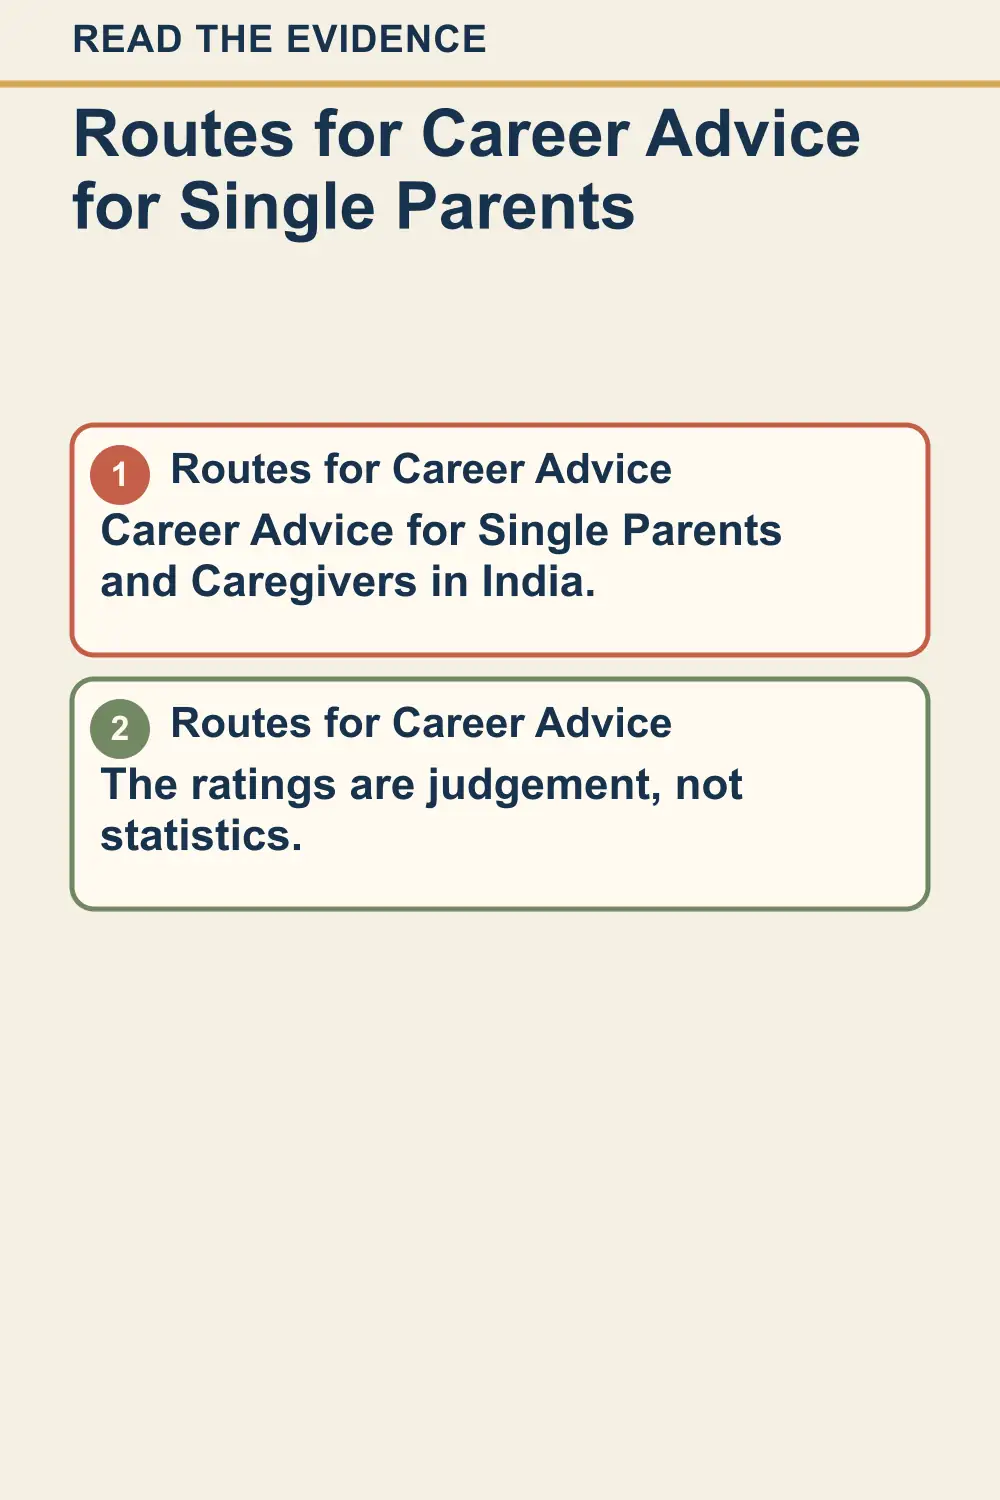 READ THE EVIDENCE
Routes for Career Advice
for Single Parents
1
Routes for Career Advice
Career Advice for Single Parents
and Caregivers in India.
2
Routes for Career Advice
The ratings are judgement, not
statistics.